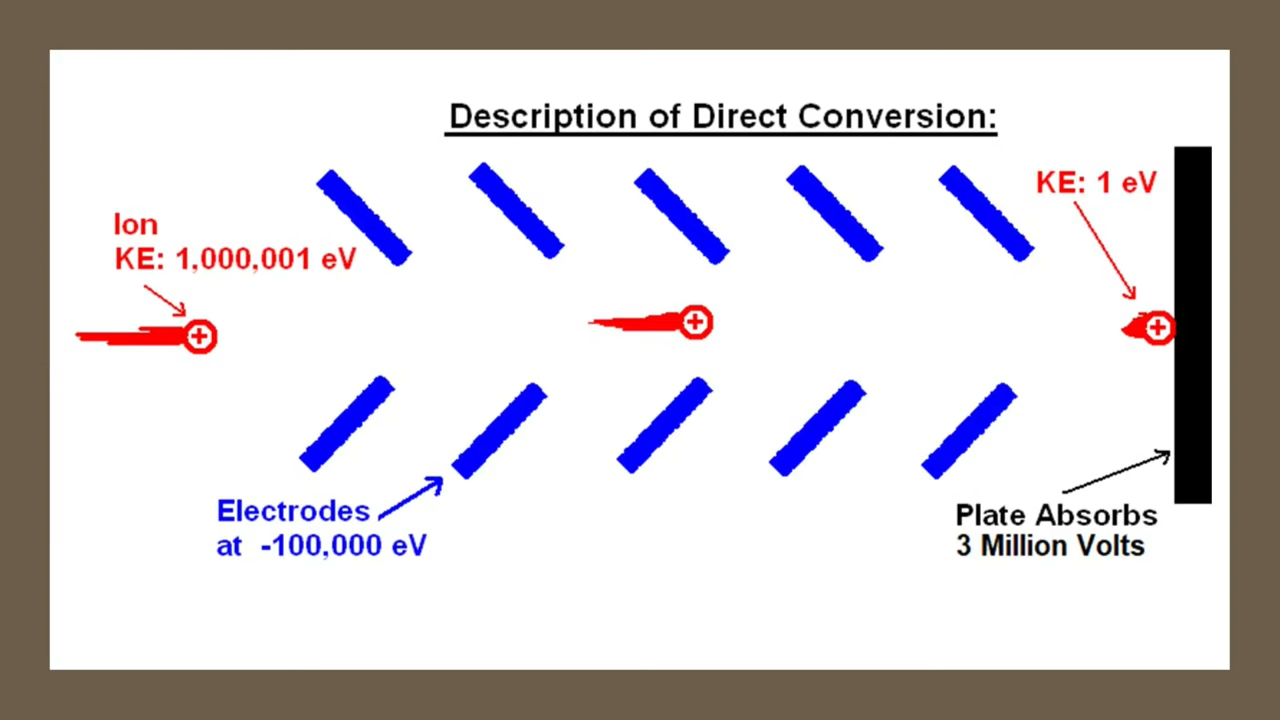 Description of Direct Conversion:
KE: 1 eV
Ion
KE: 1,000,001 eV
+
+
+
Electrodes
at -100,000 eV
Plate Absorbs
3 Million Volts